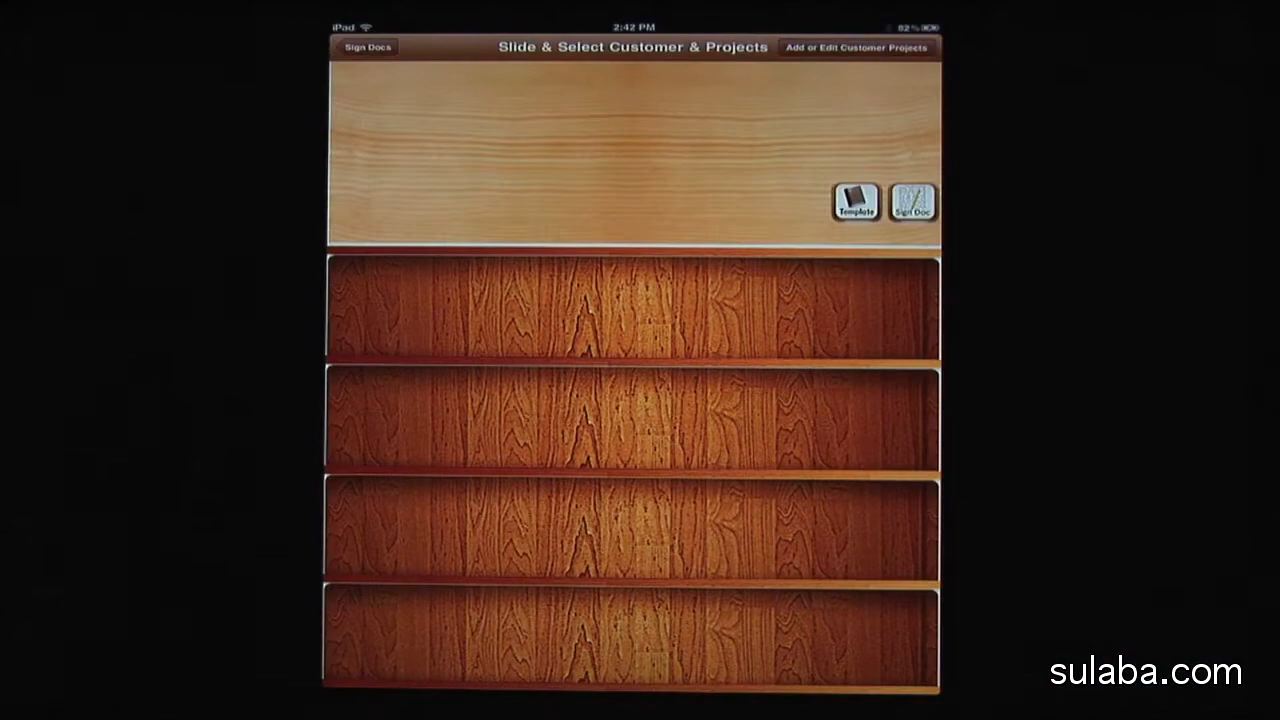 iPad 2:42 PM 82%
Sign Docs Slide & Select Customer & Projects Add or Edit Customer Projects
Template Sign Doc
sulaba.com